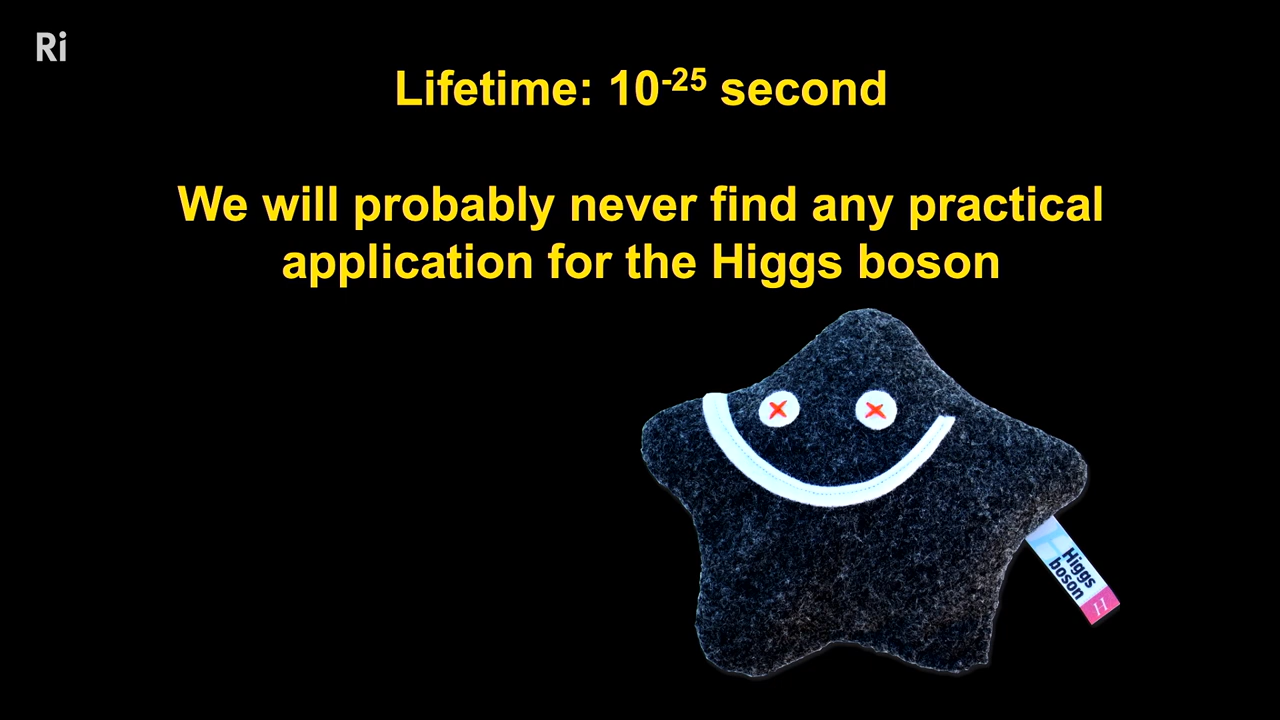 Ri
Lifetime: 10⁻²⁵ second
We will probably never find any practical
application for the Higgs boson
Higgs
boson
H